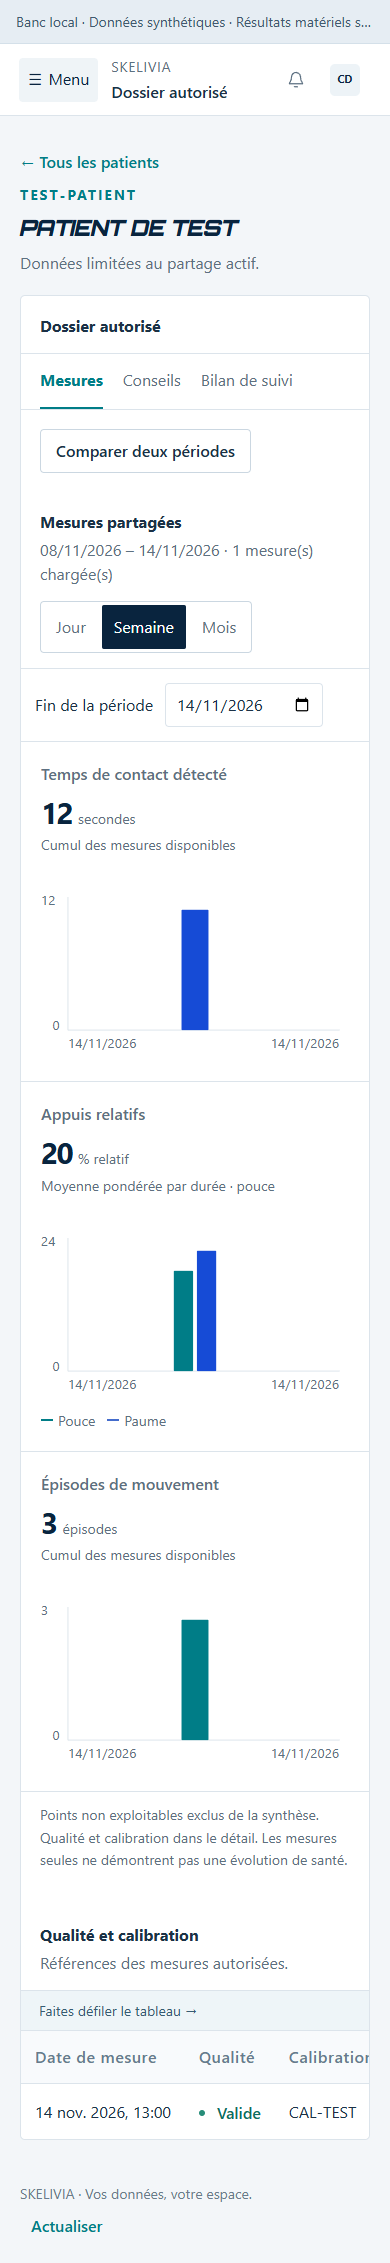 Banc local · Données synthétiques · Résultats matériels s...
☰ Menu
SKELIVIA
Dossier autorisé
CD
← Tous les patients
TEST-PATIENT
PATIENT DE TEST
Données limitées au partage actif.
Dossier autorisé
Mesures Conseils Bilan de suivi
Comparer deux périodes
Mesures partagées
08/11/2026 – 14/11/2026 · 1 mesure(s)
chargée(s)
Jour Semaine Mois
Fin de la période 14/11/2026
Temps de contact détecté
12 secondes
Cumul des mesures disponibles
12
0
14/11/2026 14/11/2026
Appuis relatifs
20 % relatif
Moyenne pondérée par durée · pouce
24
0
14/11/2026 14/11/2026
Pouce Paume
Épisodes de mouvement
3 épisodes
Cumul des mesures disponibles
3
0
14/11/2026 14/11/2026
Points non exploitables exclus de la synthèse.
Qualité et calibration dans le détail. Les mesures
seules ne démontrent pas une évolution de santé.
Qualité et calibration
Références des mesures autorisées.
Faites défiler le tableau →
Date de mesure Qualité Calibration
14 nov. 2026, 13:00 • Valide CAL-TEST
SKELIVIA · Vos données, votre espace.
Actualiser